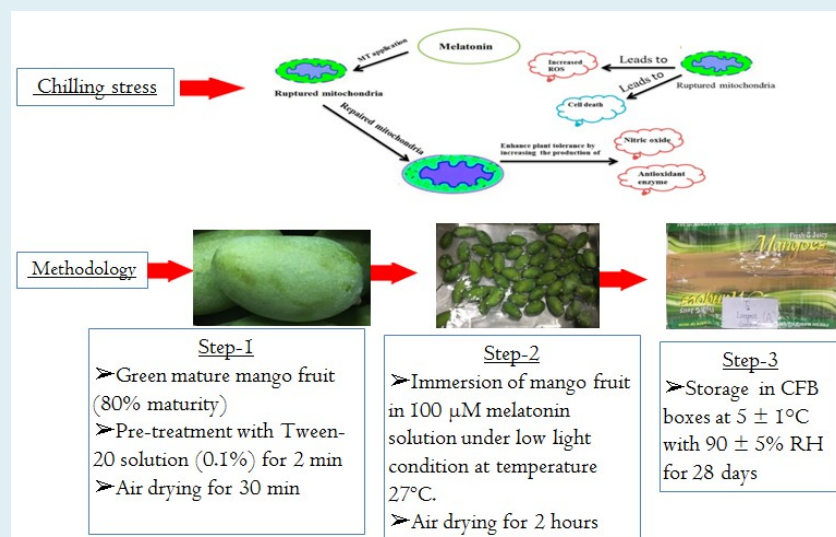 Chilling stress
Melatonin
MT application
Ruptured mitochondria
Repaired mitochondria
Increased
ROS
Leads to
Leads to
Cell death
Ruptured mitochondria
Enhance plant tolerance by
increasing the production of
Nitric oxide
Antioxidant
enzyme
Methodology
Fresh & Juicy
Mangoes
Mangoes
Step-1
➤Green mature mango fruit
(80% maturity)
➤Pre-treatment with Tween-
20 solution (0.1%) for 2 min
➤Air drying for 30 min
Step-2
➤Immersion of mango fruit
in 100 µM melatonin
solution under low light
condition at temperature
27°C.
➤Air drying for 2 hours
Step-3
➤Storage in CFB
boxes at 5 ± 1°C
with 90 ± 5% RH
for 28 days